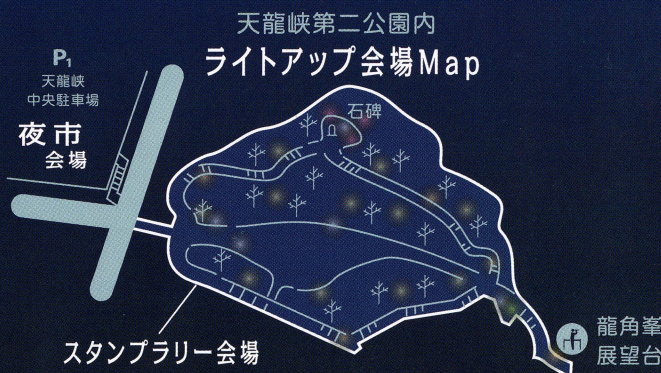 天龍峡第二公園内
ライトアップ会場Map
P1
天龍峡
中央駐車場
夜市
会場
石碑
スタンプラリー会場
龍角峯
展望台